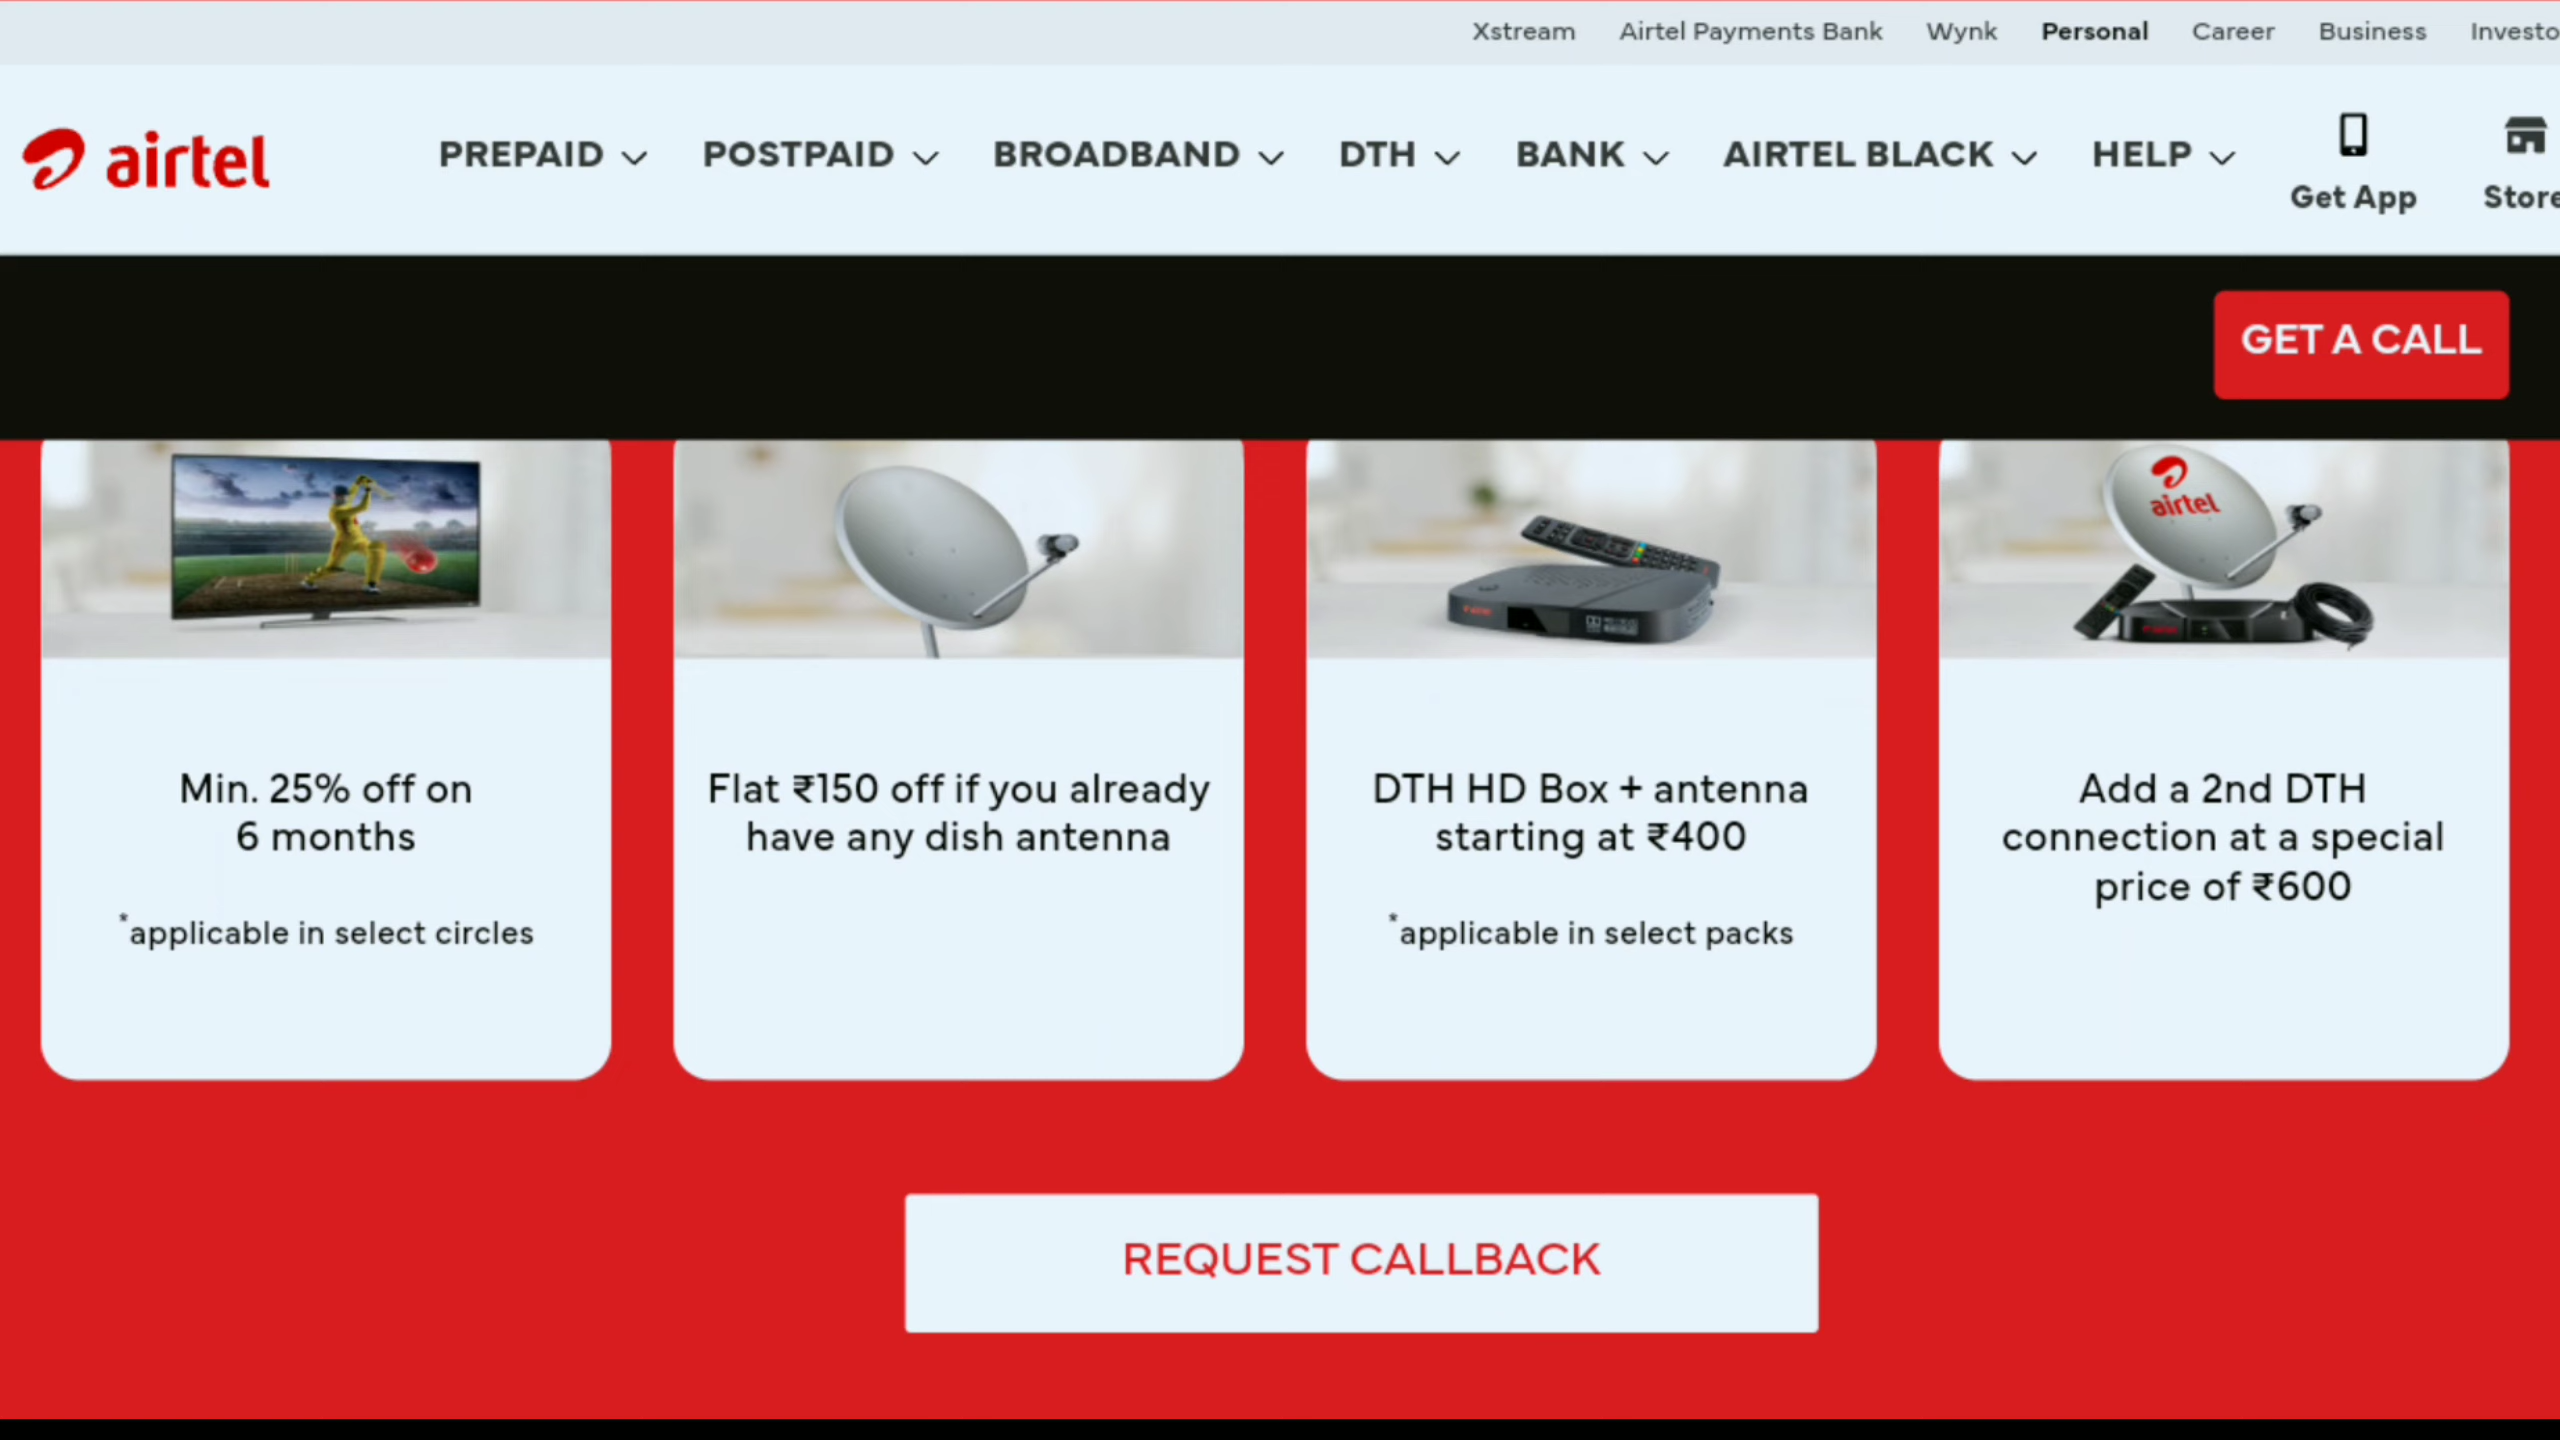 Xstream Airtel Payments Bank Wynk Personal Career Business
airtel PREPAID POSTPAID BROADBAND DTH BANK AIRTEL BLACK HELP
Get App Store
GET A CALL
airtel
Min. 25% off on
6 months
*applicable in select circles
Flat ₹150 off if you already
have any dish antenna
DTH HD Box + antenna
starting at ₹400
*applicable in select packs
Add a 2nd DTH
connection at a special
price of ₹600
REQUEST CALLBACK